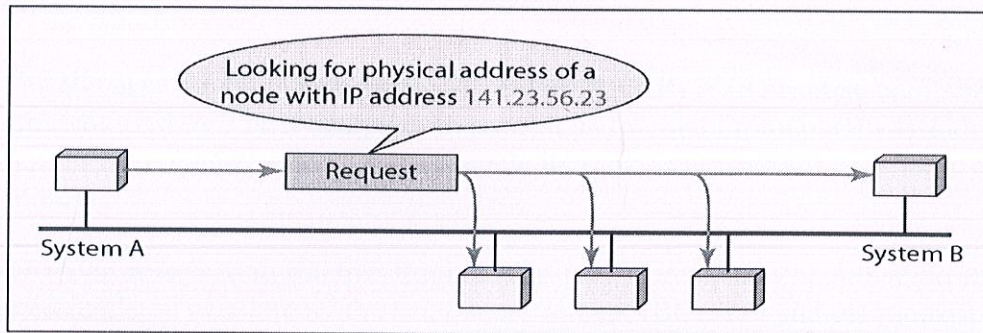 Looking for physical address of a
node with IP address 141.23.56.23
Request
System A
System B